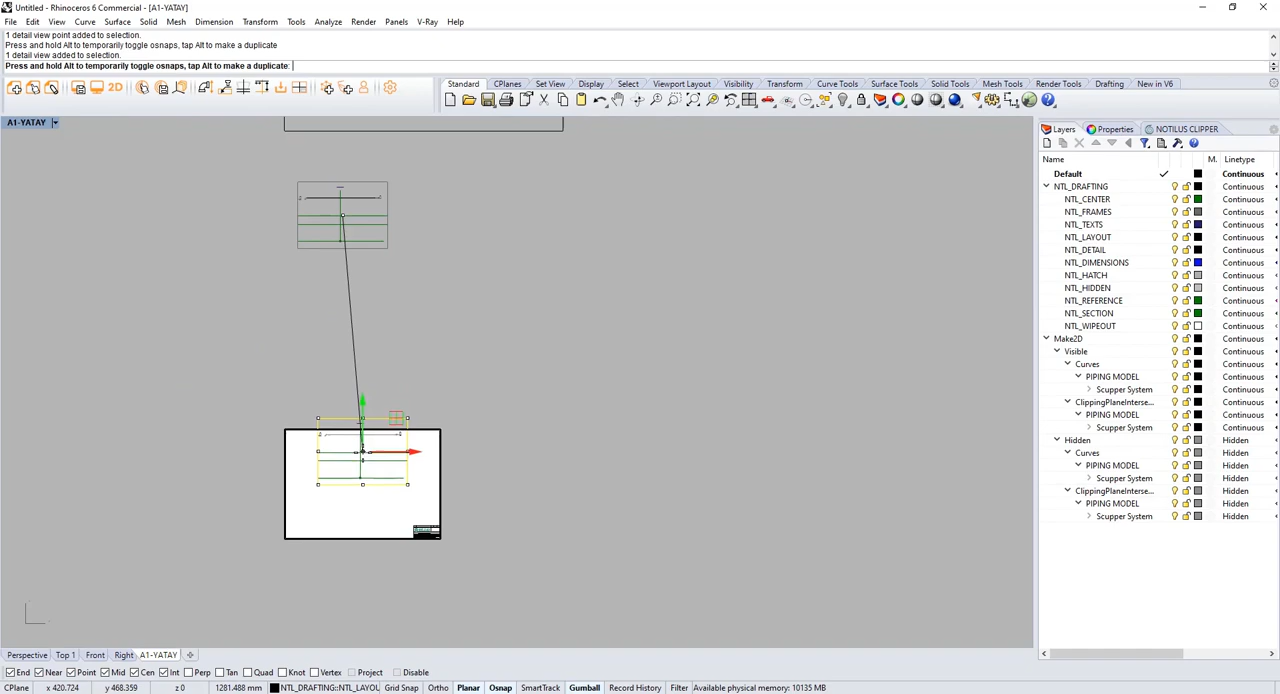 Untitled - Rhinoceros 6 Commercial - [A1-YATAY]
File Edit View Curve Surface Solid Mesh Dimension Transform Tools Analyze Render Panels V-Ray Help
1 detail view point added to selection.
Press and hold Alt to temporarily toggle osnaps, tap Alt to make a duplicate
1 detail view added to selection.
Press and hold Alt to temporarily toggle osnaps, tap Alt to make a duplicate:
Standard CPlanes Set View Display Select Viewport Layout Visibility Transform Curve Tools Surface Tools Solid Tools Mesh Tools Render Tools Drafting New in V6
2D
A1-YATAY
Layers Properties NOTILUS CLIPPER
Name M. Linetype
Default Continuous
NTL_DRAFTING Continuous
NTL_CENTER Continuous
NTL_FRAMES Continuous
NTL_TEXTS Continuous
NTL_LAYOUT Continuous
NTL_DETAIL Continuous
NTL_DIMENSIONS Continuous
NTL_HATCH Continuous
NTL_HIDDEN Continuous
NTL_REFERENCE Continuous
NTL_SECTION Continuous
NTL_WIPEOUT Continuous
Make2D Continuous
Visible Continuous
Curves Continuous
PIPING MODEL Continuous
Scupper System Continuous
ClippingPlaneInterse... Continuous
PIPING MODEL Continuous
Scupper System Continuous
Hidden Hidden
Curves Hidden
PIPING MODEL Hidden
Scupper System Hidden
ClippingPlaneInterse... Hidden
PIPING MODEL Hidden
Scupper System Hidden
Perspective Top 1 Front Right A1-YATAY
End Near Point Mid Cen Int Perp Tan Quad Knot Vertex Project Disable
CPlane x 420.724 y 468.359 z 0 1281.488 mm NTL_DRAFTING::NTL_LAYOU Grid Snap Ortho Planar Osnap SmartTrack Gumball Record History Filter Available physical memory: 10135 MB